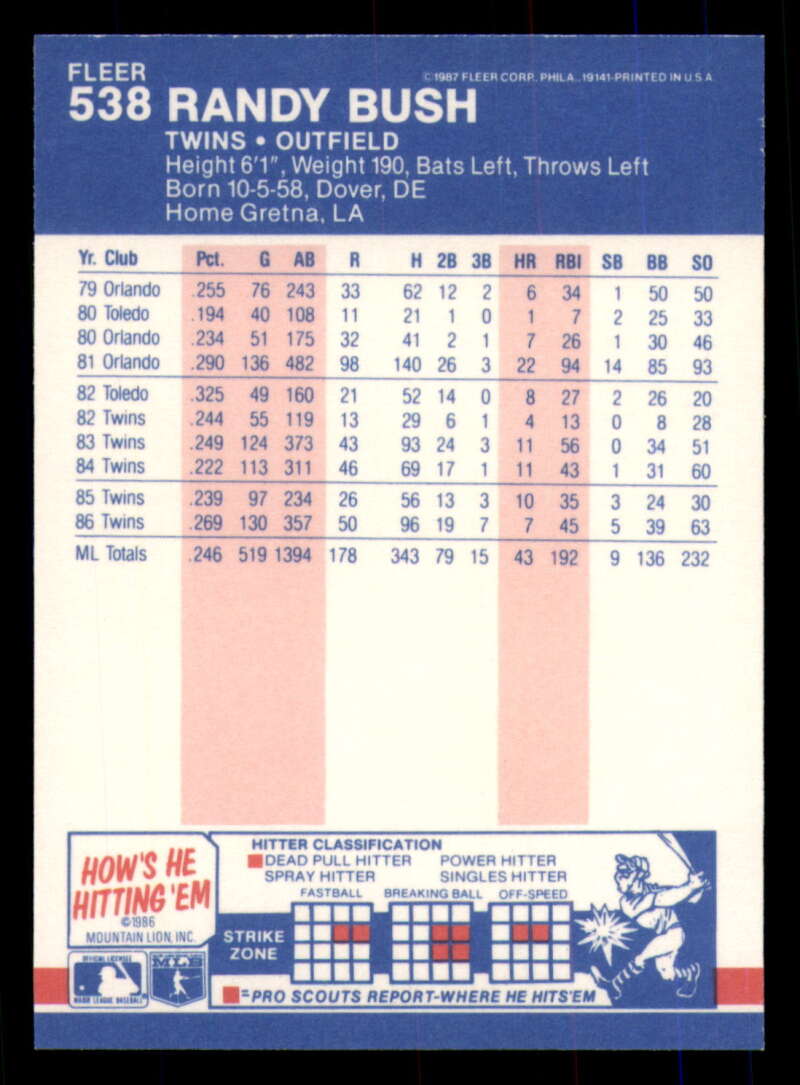 FLEER
© 1987 FLEER CORP. PHILA., 19141-PRINTED IN U.S.A.
538 RANDY BUSH
TWINS • OUTFIELD
Height 6'1", Weight 190, Bats Left, Throws Left
Born 10-5-58, Dover, DE
Home Gretna, LA
Yr. Club Pct. G AB R H 2B 3B HR RBI SB BB SO
79 Orlando .255 76 243 33 62 12 2 6 34 1 50 50
80 Toledo .194 40 108 11 21 1 0 1 7 2 25 33
80 Orlando .234 51 175 32 41 2 1 7 26 1 30 46
81 Orlando .290 136 482 98 140 26 3 22 94 14 85 93
82 Toledo .325 49 160 21 52 14 0 8 27 2 26 20
82 Twins .244 55 119 13 29 6 1 4 13 0 8 28
83 Twins .249 124 373 43 93 24 3 11 56 0 34 51
84 Twins .222 113 311 46 69 17 1 11 43 1 31 60
85 Twins .239 97 234 26 56 13 3 10 35 3 24 30
86 Twins .269 130 357 50 96 19 7 7 45 5 39 63
ML Totals .246 519 1394 178 343 79 15 43 192 9 136 232
HOW'S HE
HITTING 'EM
©1986
MOUNTAIN LION, INC.
OFFICIAL LICENSEE
MAJOR LEAGUE BASEBALL
MLB
HITTER CLASSIFICATION
DEAD PULL HITTER POWER HITTER
SPRAY HITTER SINGLES HITTER
FASTBALL BREAKING BALL OFF-SPEED
STRIKE
ZONE
=PRO SCOUTS REPORT-WHERE HE HITS'EM